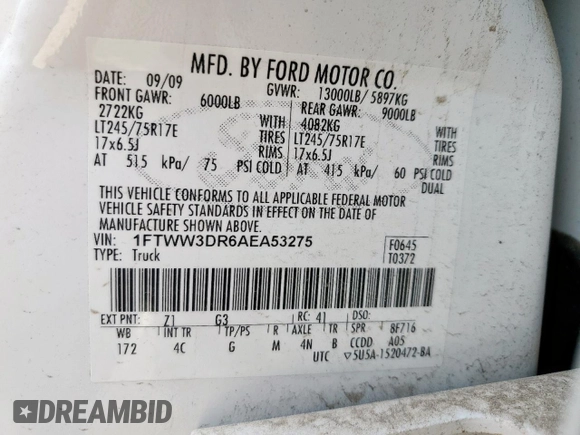 MFD. BY FORD MOTOR CO.
DATE: 09/09 GVWR: 13000LB/ 5897KG
FRONT GAWR: 6000LB REAR GAWR: 9000LB
2722KG WITH 4082KG WITH
LT245/75R17E TIRES LT245/75R17E TIRES
17x6.5J RIMS 17x6.5J RIMS
AT 515 kPa/ 75 PSI COLD AT 415 kPa/ 60 PSI COLD
DUAL
THIS VEHICLE CONFORMS TO ALL APPLICABLE FEDERAL MOTOR
VEHICLE SAFETY STANDARDS IN EFFECT ON THE DATE OF
MANUFACTURE SHOWN ABOVE.
VIN: 1FTWW3DR6AEA53275 F0645
TYPE: Truck T0372
EXT PNT: Z1 G3 RC: 41 DSO:
WB INT TR TP/PS R AXLE TR SPR 8F716
172 4C G M 4N B CCDD A05
UTC 5U5A-1520472-BA
DREAMBID